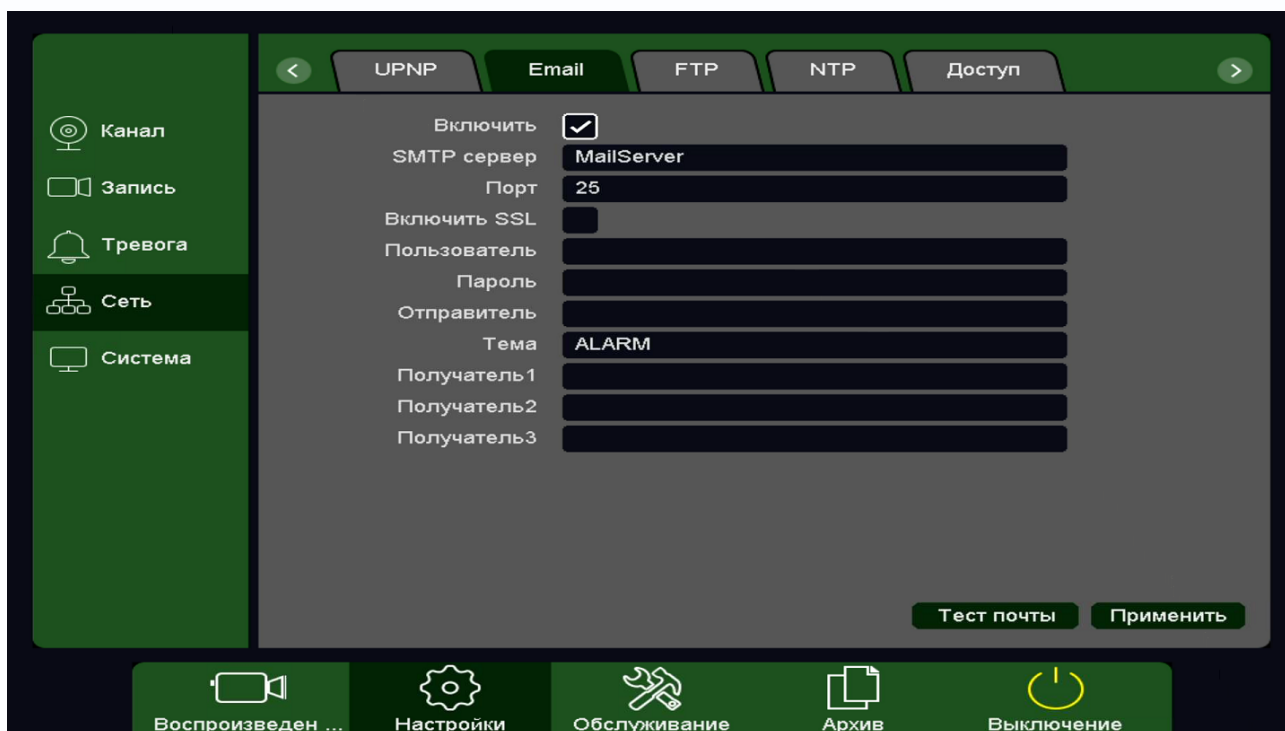 UPNP Email FTP NTP Доступ
Канал
Запись
Тревога
Сеть
Система
Включить
SMTP сервер MailServer
Порт 25
Включить SSL
Пользователь
Пароль
Отправитель
Тема ALARM
Получатель1
Получатель2
Получатель3
Тест почты Применить
Воспроизведен ... Настройки Обслуживание Архив Выключение